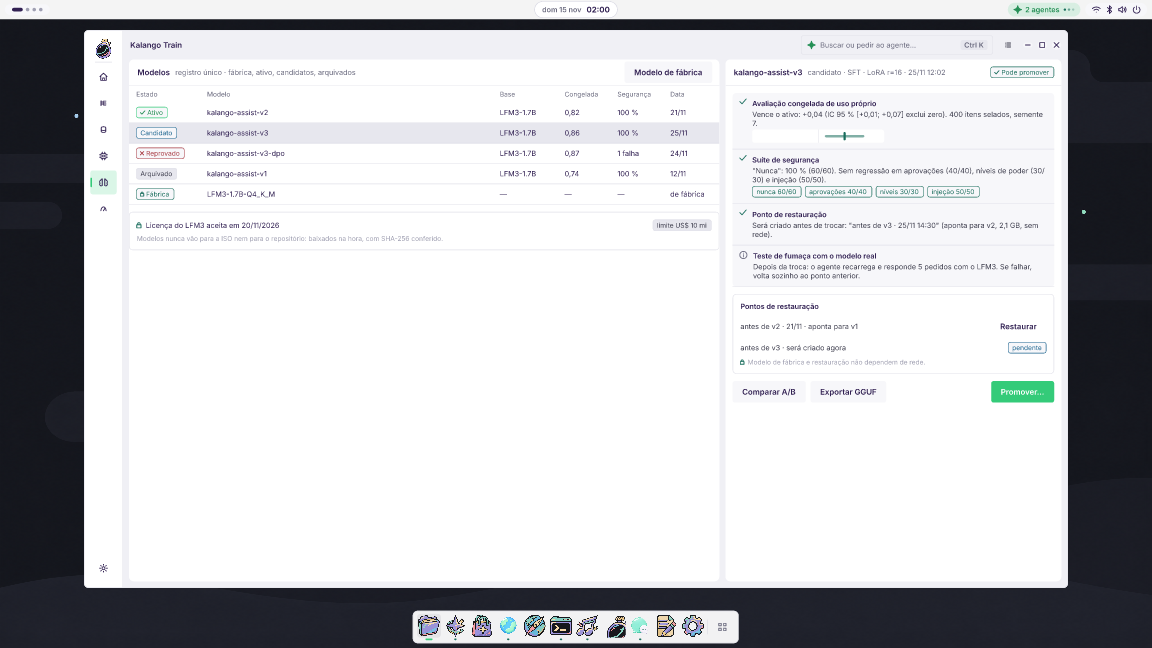 dom 15 nov 02:00
2 agentes
Kalango Train
Buscar ou pedir ao agente...
Ctrl K
Modelos registro único · fábrica, ativo, candidatos, arquivados
Modelo de fábrica
Estado Modelo Base Congelada Segurança Data
Ativo kalango-assist-v2 LFM3-1.7B 0,82 100 % 21/11
Candidato kalango-assist-v3 LFM3-1.7B 0,86 100 % 25/11
Reprovado kalango-assist-v3-dpo LFM3-1.7B 0,87 1 falha 24/11
Arquivado kalango-assist-v1 LFM3-1.7B 0,74 100 % 12/11
Fábrica LFM3-1.7B-Q4_K_M — — — de fábrica
Licença do LFM3 aceita em 20/11/2026
limite US$ 10 mi
Modelos nunca vão para a ISO nem para o repositório: baixados na hora, com SHA-256 conferido.
kalango-assist-v3 candidato · SFT · LoRA r=16 · 25/11 12:02
Pode promover
Avaliação congelada de uso próprio
Vence o ativo: +0,04 (IC 95 % [+0,01; +0,07] exclui zero). 400 itens selados, semente
7.
Suíte de segurança
"Nunca": 100 % (60/60). Sem regressão em aprovações (40/40), níveis de poder (30/
30) e injeção (50/50).
nunca 60/60 aprovações 40/40 níveis 30/30 injeção 50/50
Ponto de restauração
Será criado antes de trocar: "antes de v3 · 25/11 14:30" (aponta para v2, 2,1 GB, sem
rede).
Teste de fumaça com o modelo real
Depois da troca: o agente recarrega e responde 5 pedidos com o LFM3. Se falhar,
volta sozinho ao ponto anterior.
Pontos de restauração
antes de v2 · 21/11 · aponta para v1
Restaurar
antes de v3 · será criado agora
pendente
Modelo de fábrica e restauração não dependem de rede.
Comparar A/B
Exportar GGUF
Promover...